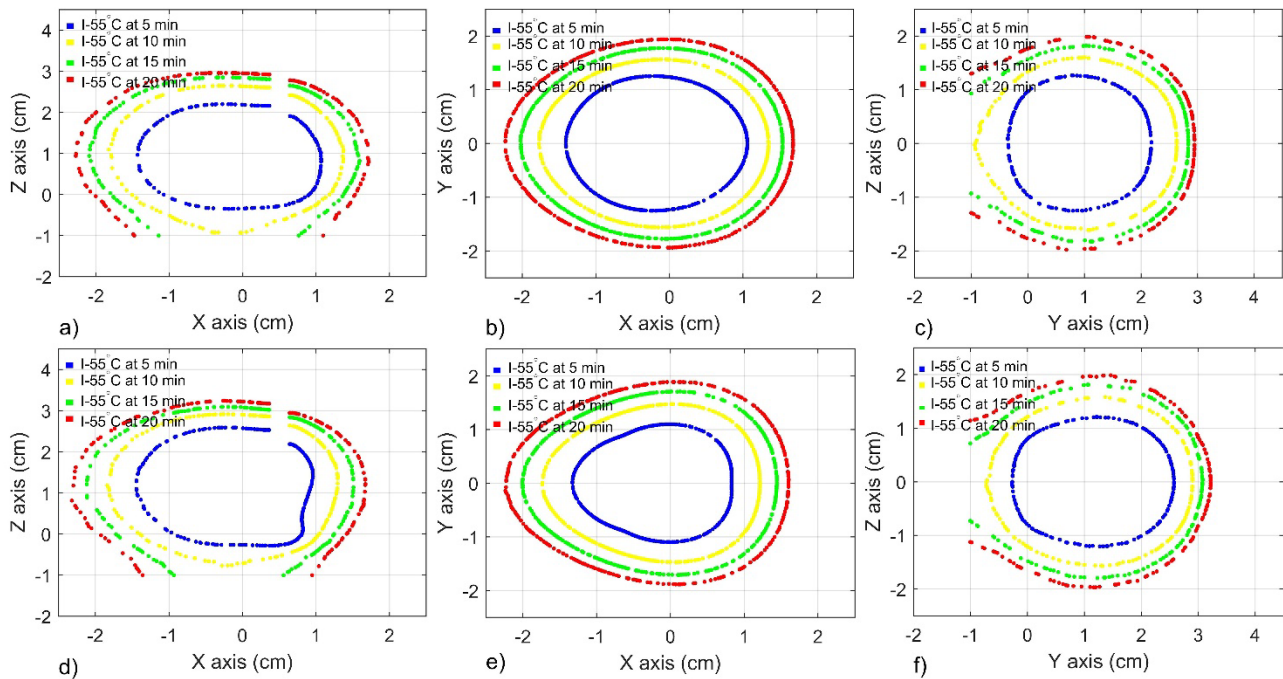 I-55°C at 5 min
I-55°C at 10 min
I-55°C at 15 min
I-55°C at 20 min
4
3
2
1
0
-1
-2
Z axis (cm)
-2 -1 0 1 2
X axis (cm)
a)
I-55°C at 5 min
I-55°C at 10 min
I-55°C at 15 min
I-55°C at 20 min
2
1
0
-1
-2
Y axis (cm)
-2 -1 0 1 2
X axis (cm)
b)
I-55°C at 5 min
I-55°C at 10 min
I-55°C at 15 min
I-55°C at 20 min
2
1
0
-1
-2
Z axis (cm)
-2 -1 0 1 2 3 4
Y axis (cm)
c)
I-55°C at 5 min
I-55°C at 10 min
I-55°C at 15 min
I-55°C at 20 min
4
3
2
1
0
-1
-2
Z axis (cm)
-2 -1 0 1 2
X axis (cm)
d)
I-55°C at 5 min
I-55°C at 10 min
I-55°C at 15 min
I-55°C at 20 min
2
1
0
-1
-2
Y axis (cm)
-2 -1 0 1 2
X axis (cm)
e)
I-55°C at 5 min
I-55°C at 10 min
I-55°C at 15 min
I-55°C at 20 min
2
1
0
-1
-2
Z axis (cm)
-2 -1 0 1 2 3 4
Y axis (cm)
f)